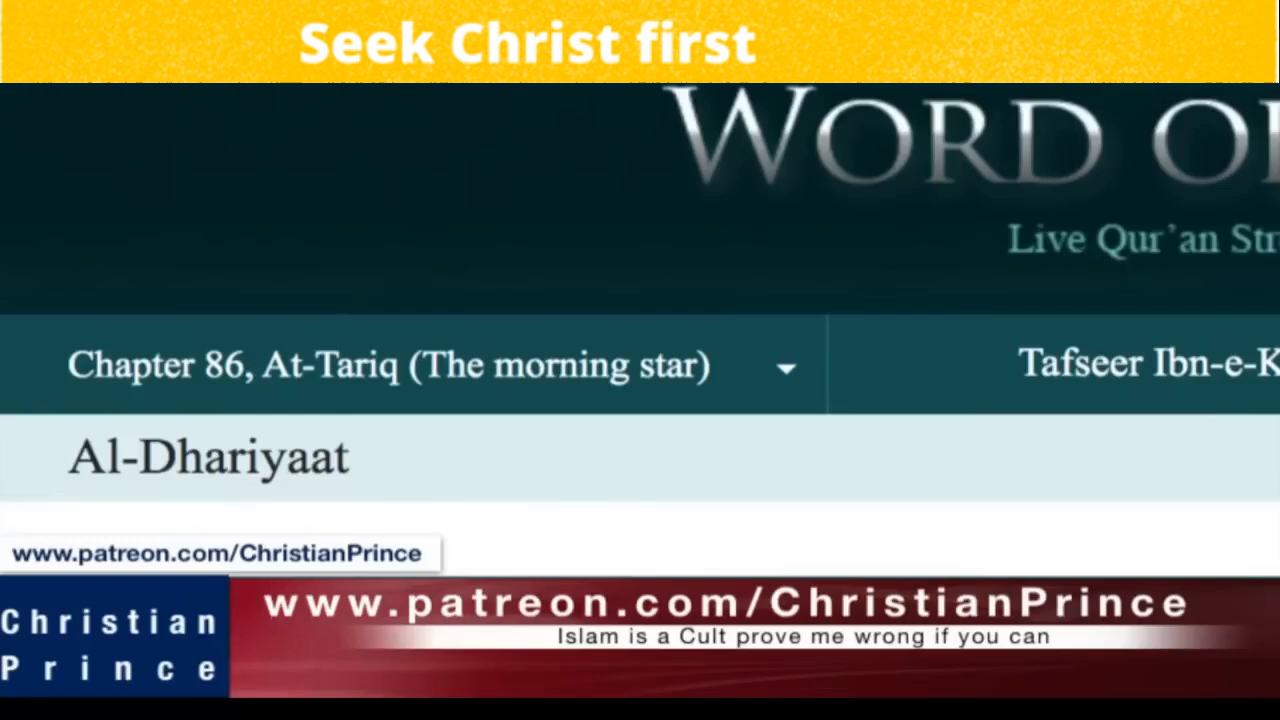 Seek Christ first
WORD OF
Live Qur'an Str
Chapter 86, At-Tariq (The morning star)
Tafseer Ibn-e-K
Al-Dhariyaat
www.patreon.com/ChristianPrince
Christian
Prince
www.patreon.com/ChristianPrince
Islam is a Cult prove me wrong if you can